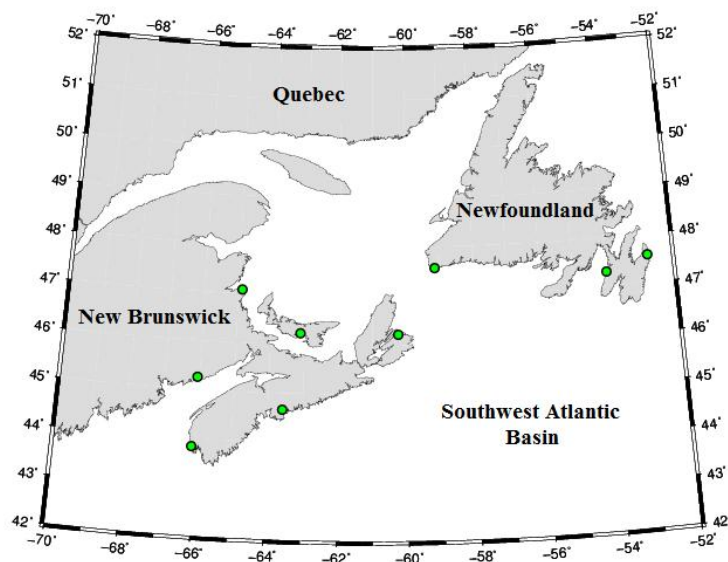 −70˚ −68˚ −66˚ −64˚ −62˚ −60˚ −58˚ −56˚ −54˚ −52˚
52˚ 52˚
51˚ 51˚
Quebec
50˚ 50˚
49˚ 49˚
Newfoundland
48˚ 48˚
47˚ 47˚
New Brunswick
46˚ 46˚
45˚ 45˚
Southwest Atlantic
Basin
44˚ 44˚
43˚ 43˚
42˚ 42
−70˚ −68˚ −66˚ −64˚ −62˚ −60˚ −58˚ −56˚ −54˚ −52˚